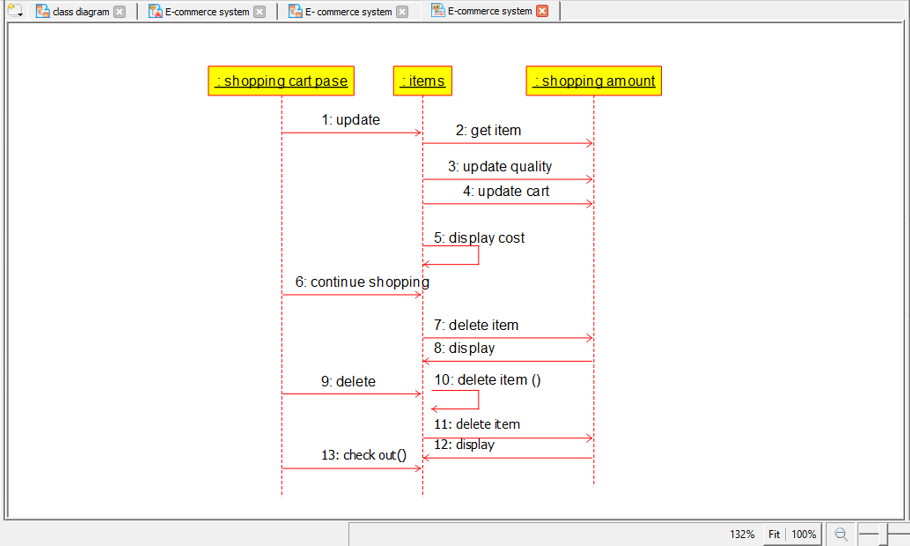 class diagram
E-commerce system
E- commerce system
E-commerce system
: shopping cart pase
: items
: shopping amount
1: update
2: get item
3: update quality
4: update cart
5: display cost
6: continue shopping
7: delete item
8: display
9: delete
10: delete item ()
11: delete item
12: display
13: check out()
132%
Fit
100%